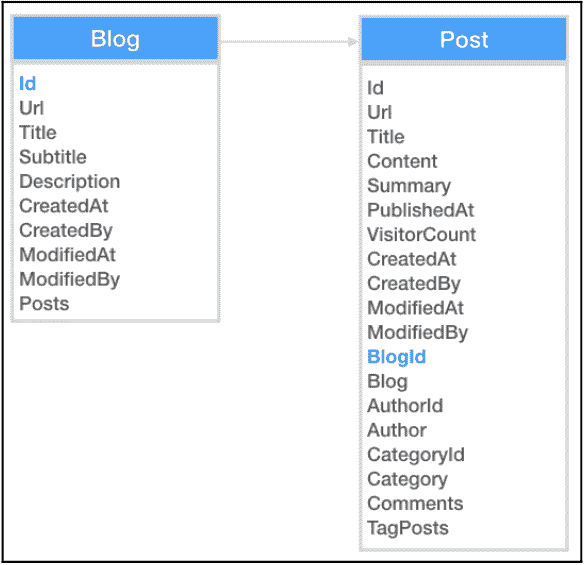 Blog
Id
Url
Title
Subtitle
Description
CreatedAt
CreatedBy
ModifiedAt
ModifiedBy
Posts
Post
Id
Url
Title
Content
Summary
PublishedAt
VisitorCount
CreatedAt
CreatedBy
ModifiedAt
ModifiedBy
BlogId
Blog
AuthorId
Author
CategoryId
Category
Comments
TagPosts